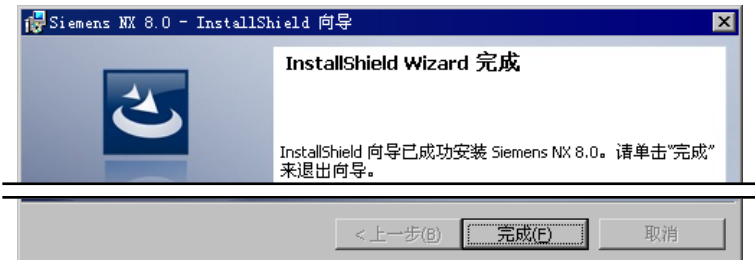 Siemens NX 8.0 - InstallShield 向导
InstallShield Wizard 完成
InstallShield 向导已成功安装 Siemens NX 8.0。请单击“完成”
来退出向导。
<上一步(B) 完成(F) 取消